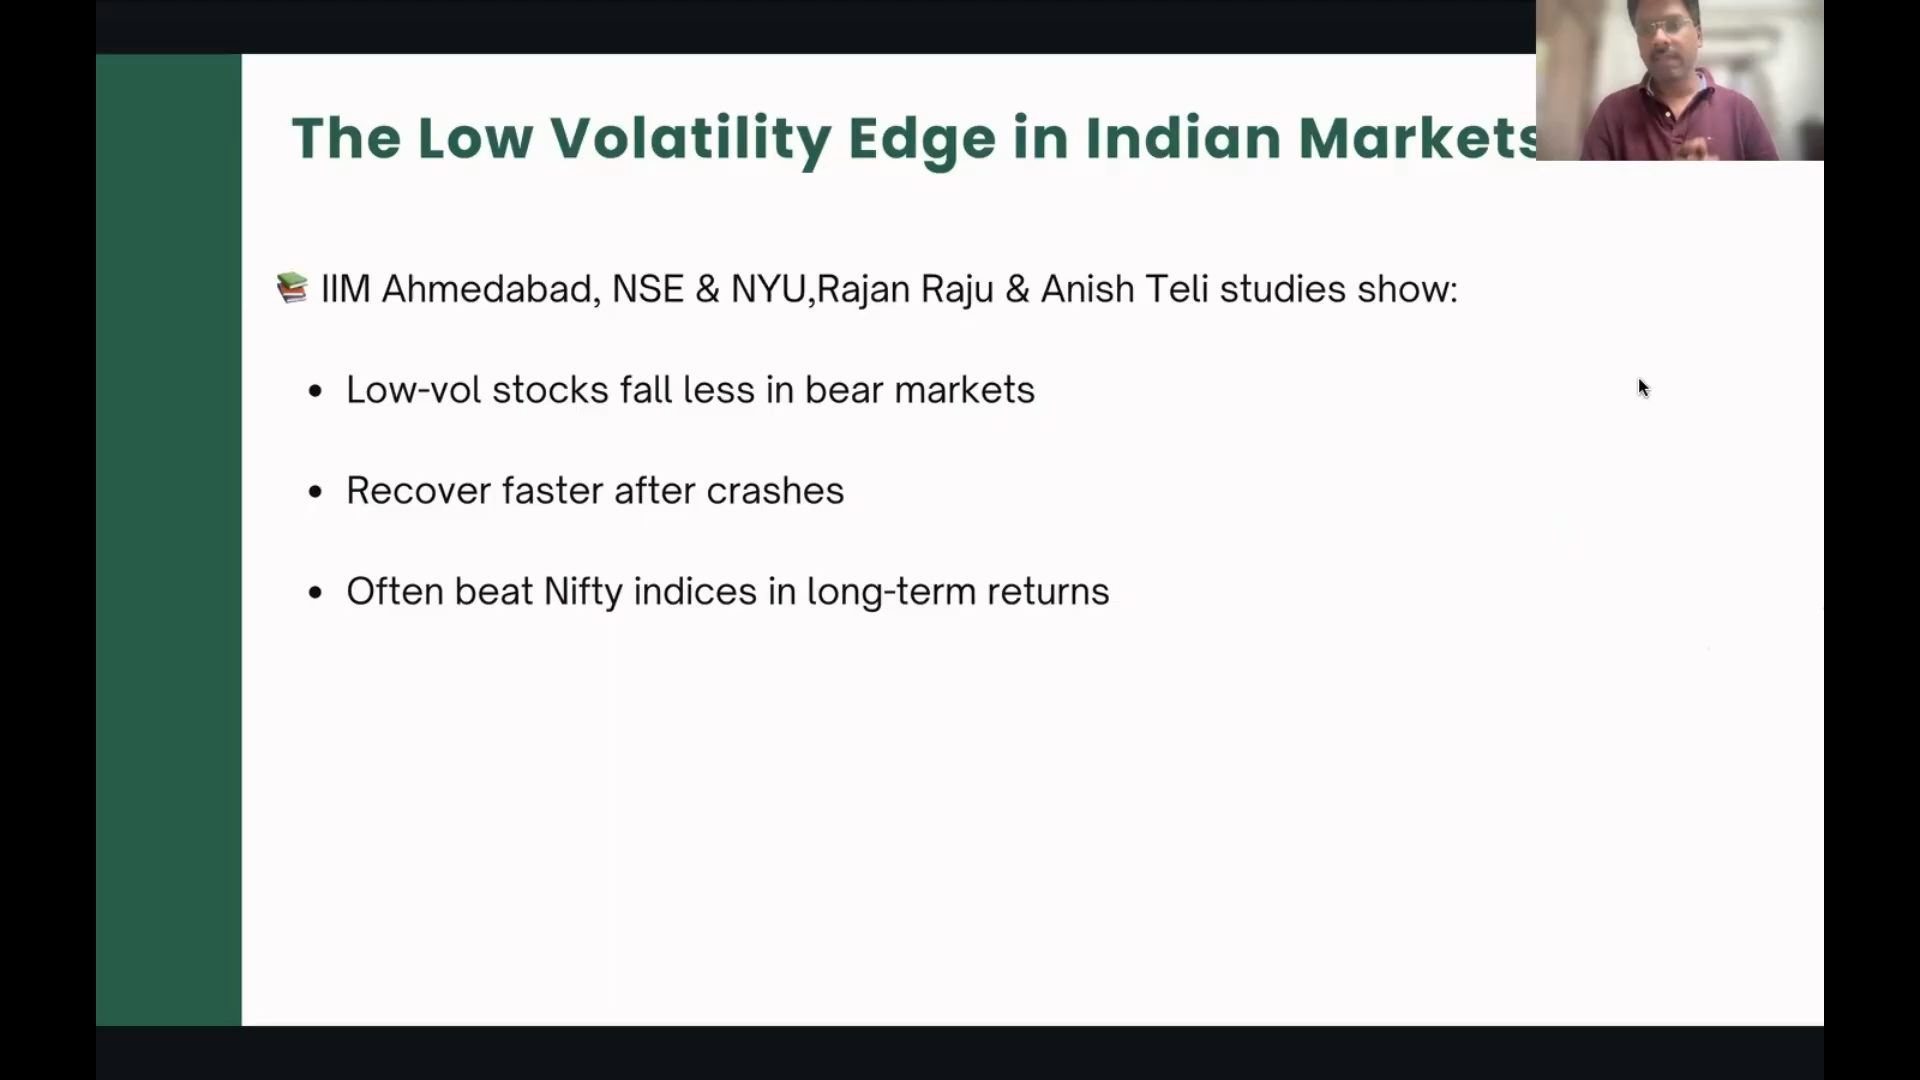 The Low Volatility Edge in Indian Markets
📚 IIM Ahmedabad, NSE & NYU,Rajan Raju & Anish Teli studies show:
• Low-vol stocks fall less in bear markets
• Recover faster after crashes
• Often beat Nifty indices in long-term returns